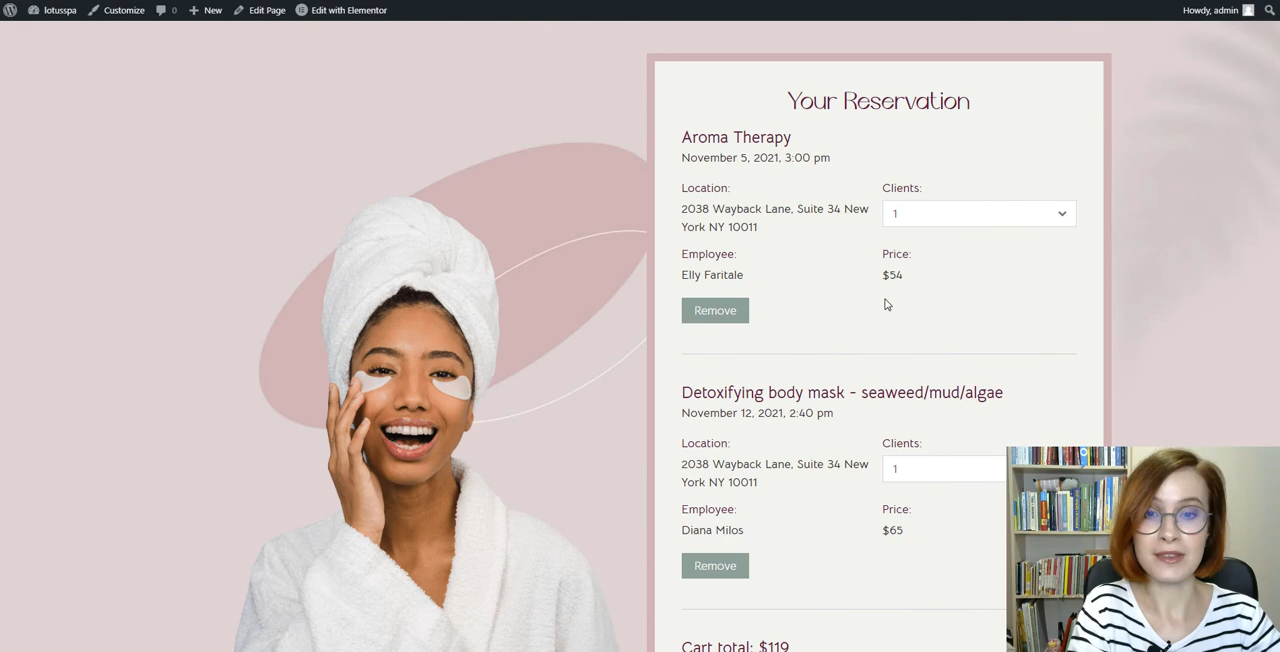 lotusspa Customize 0 New Edit Page Edit with Elementor Howdy, admin
Your Reservation
Aroma Therapy
November 5, 2021, 3:00 pm
Location:
2038 Wayback Lane, Suite 34 New
York NY 10011
Clients:
1
Employee:
Elly Faritale
Price:
$54
Remove
Detoxifying body mask - seaweed/mud/algae
November 12, 2021, 2:40 pm
Location:
2038 Wayback Lane, Suite 34 New
York NY 10011
Clients:
1
Employee:
Diana Milos
Price:
$65
Remove
Cart total: $119